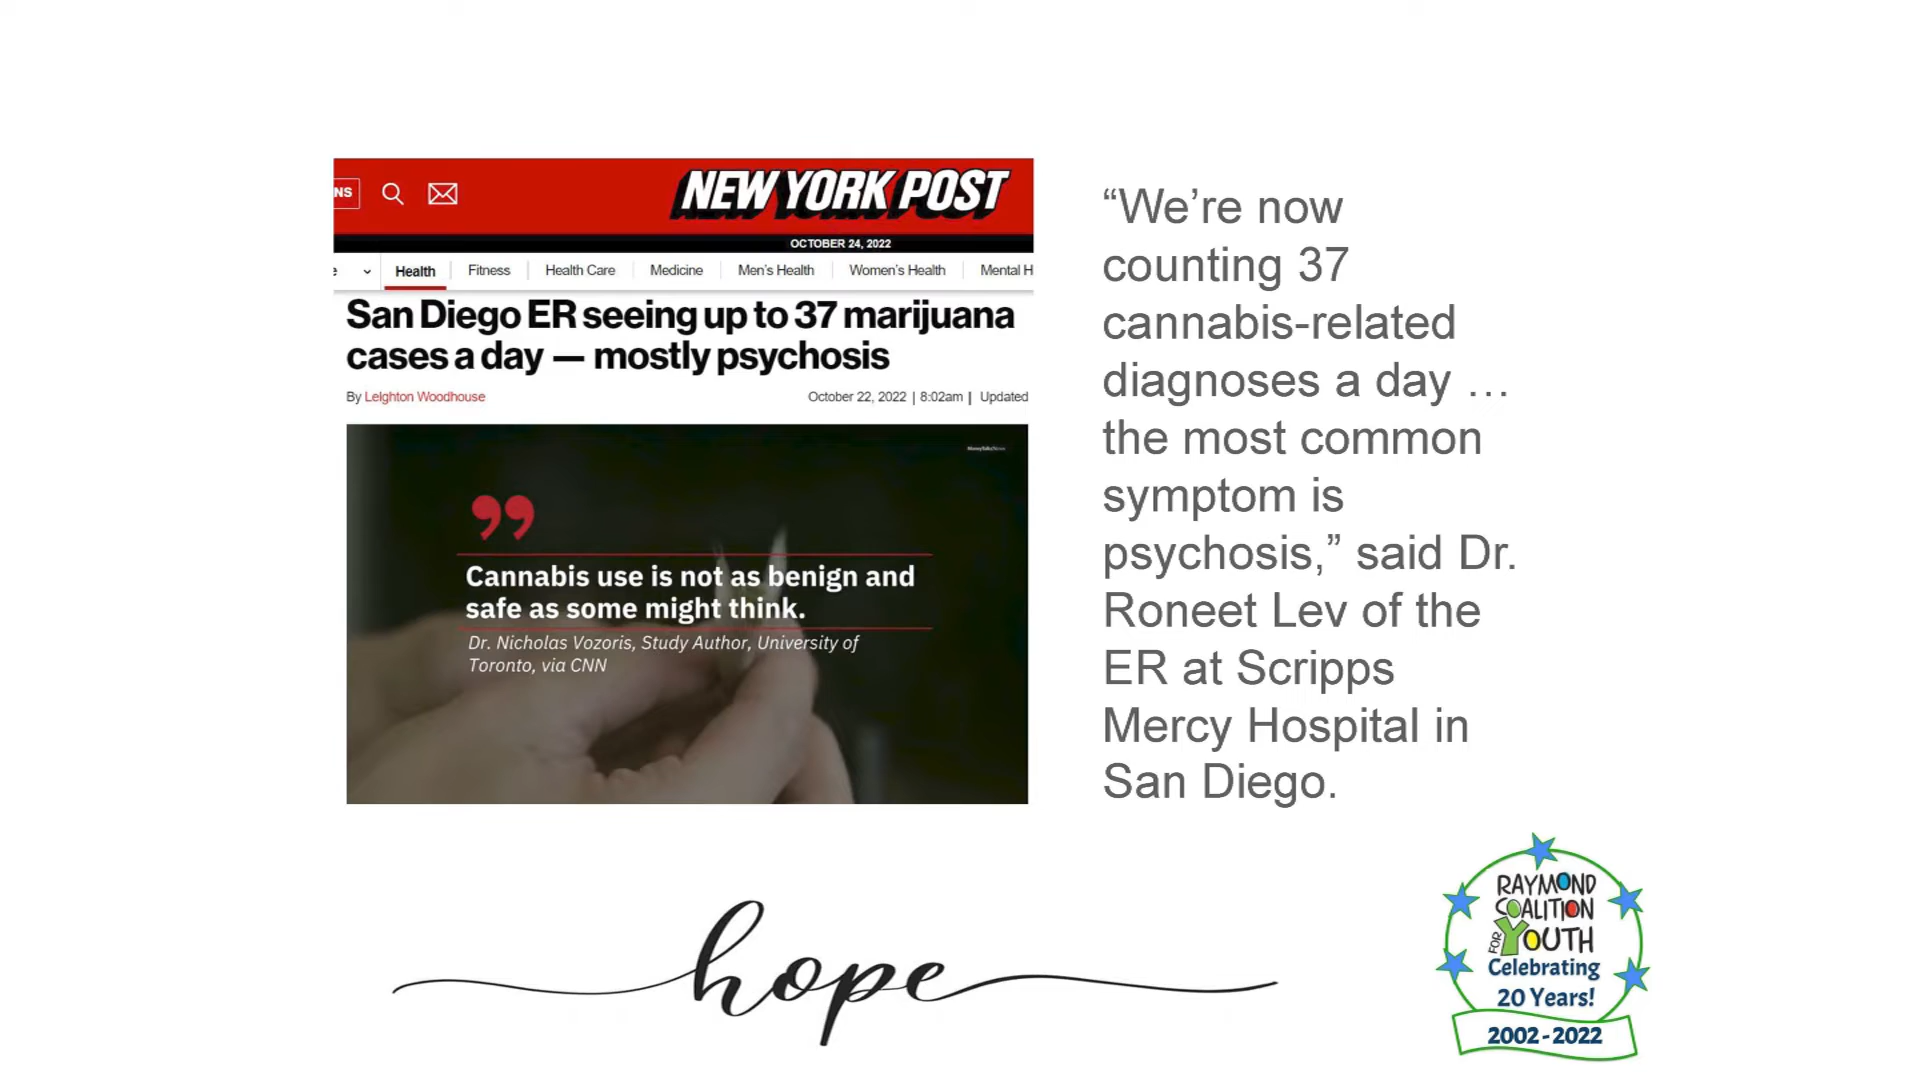 NS
NEW YORK POST
OCTOBER 24, 2022
e Health Fitness Health Care Medicine Men's Health Women's Health Mental H
San Diego ER seeing up to 37 marijuana
cases a day — mostly psychosis
By Leighton Woodhouse October 22, 2022 | 8:02am | Updated
”
Cannabis use is not as benign and
safe as some might think.
Dr. Nicholas Vozoris, Study Author, University of
Toronto, via CNN
“We’re now
counting 37
cannabis-related
diagnoses a day …
the most common
symptom is
psychosis,” said Dr.
Roneet Lev of the
ER at Scripps
Mercy Hospital in
San Diego.
hope
RAYMOND
COALITION
FOR YOUTH
Celebrating
20 Years!
2002-2022